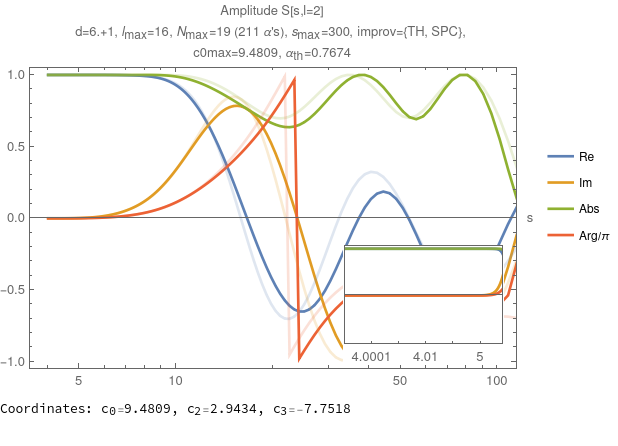 Amplitude S[s,l=2]
d=6.+1, lmax=16, Nmax=19 (211 α's), smax=300, improv={TH, SPC},
c0max=9.4809, αth=0.7674
1.0
0.5
0.0
−0.5
−1.0
5 10 50 100
s
4.0001 4.01 5
Re
Im
Abs
Arg/π
Coordinates: c0=9.4809, c2=2.9434, c3=-7.7518